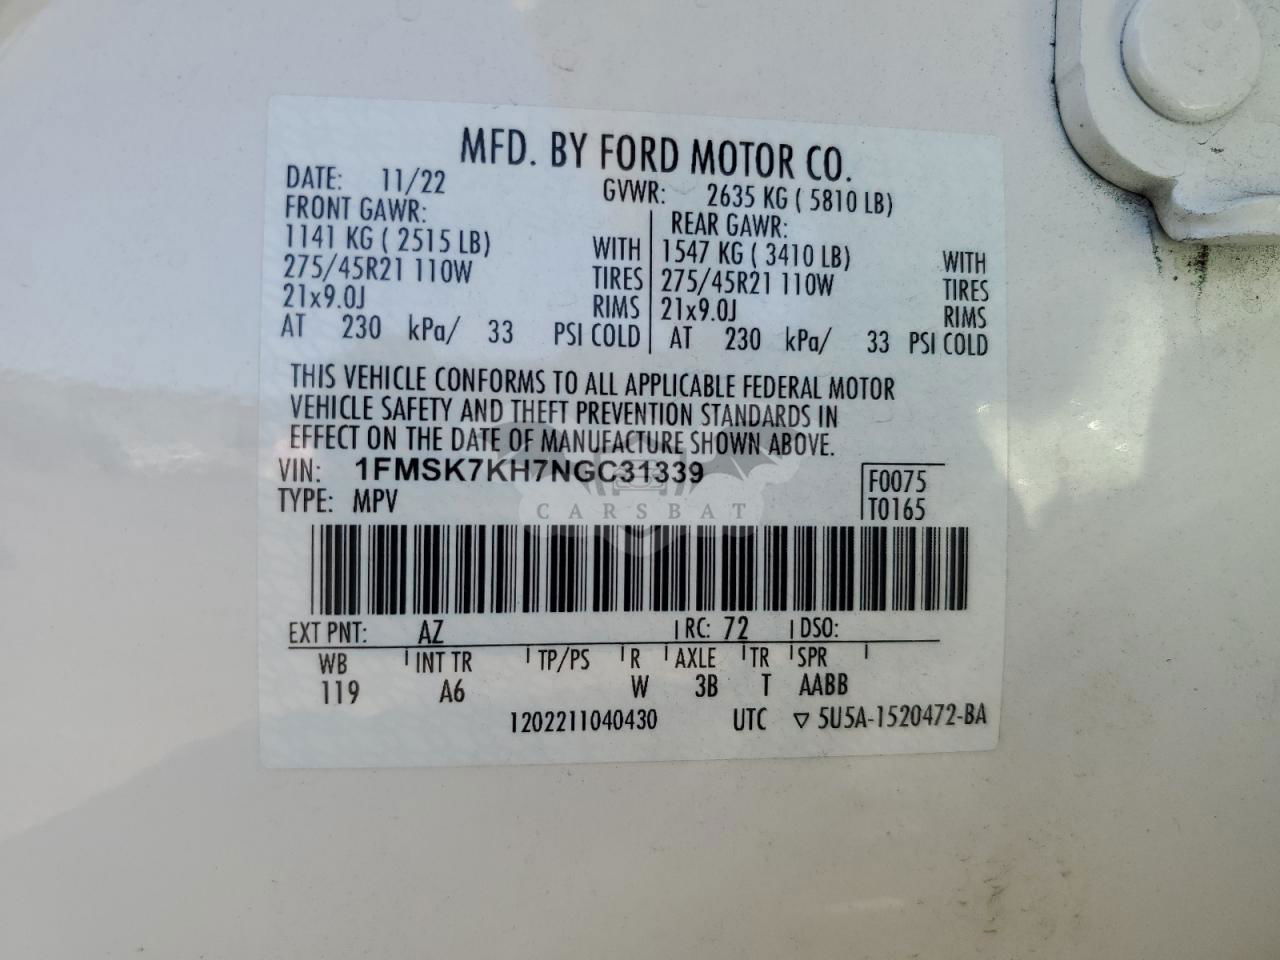 MFD. BY FORD MOTOR CO.
DATE: 11/22 GVWR: 2635 KG ( 5810 LB)
FRONT GAWR: REAR GAWR:
1141 KG ( 2515 LB) WITH 1547 KG ( 3410 LB) WITH
275/45R21 110W TIRES 275/45R21 110W TIRES
21x9.0J RIMS 21x9.0J RIMS
AT 230 kPa/ 33 PSI COLD AT 230 kPa/ 33 PSI COLD
THIS VEHICLE CONFORMS TO ALL APPLICABLE FEDERAL MOTOR
VEHICLE SAFETY AND THEFT PREVENTION STANDARDS IN
EFFECT ON THE DATE OF MANUFACTURE SHOWN ABOVE.
VIN: 1FMSK7KH7NGC31339
TYPE: MPV
F0075
T0165
CARSBAT
EXT PNT: AZ RC: 72 DSO:
WB INT TR TP/PS R AXLE TR SPR
119 A6 W 3B T AABB
1202211040430 UTC ▽ 5U5A-1520472-BA